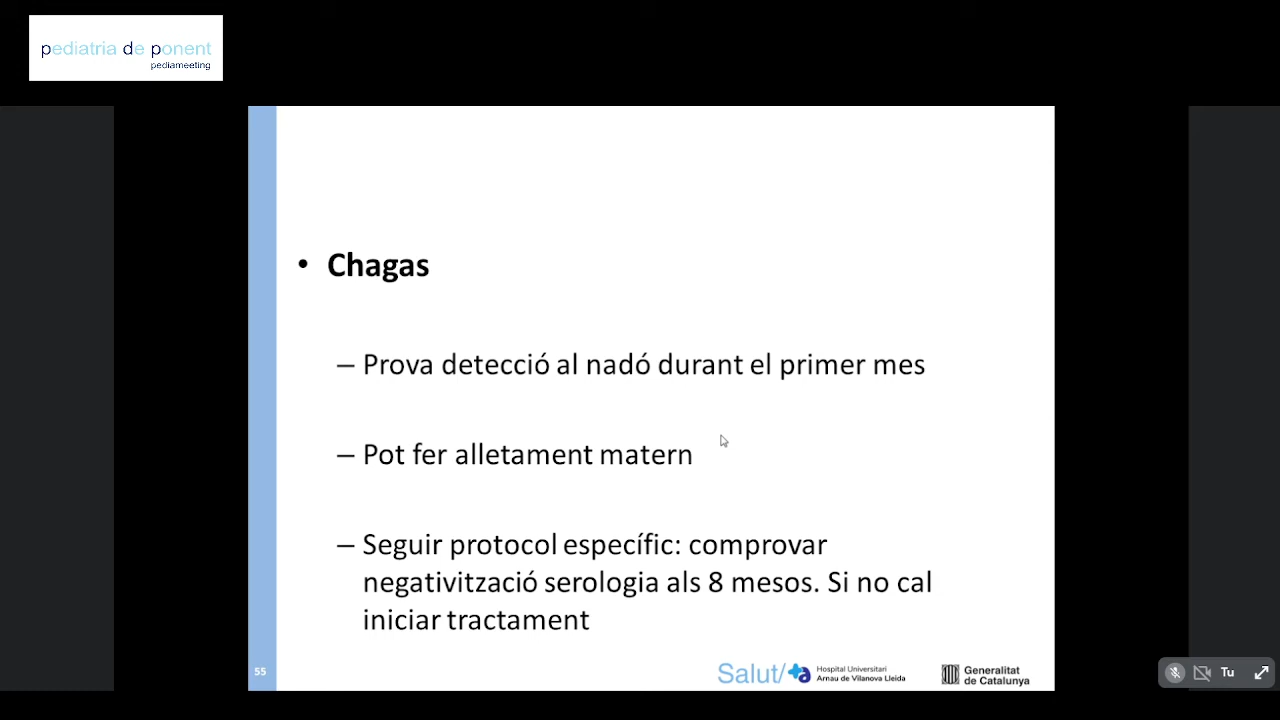 pediatria de ponent
pediameeting
• Chagas
– Prova detecció al nadó durant el primer mes
– Pot fer alletament matern
– Seguir protocol específic: comprovar
negativització serologia als 8 mesos. Si no cal
iniciar tractament
55
Salut/
Hospital Universitari
Arnau de Vilanova Lleida
Generalitat
de Catalunya
Tu